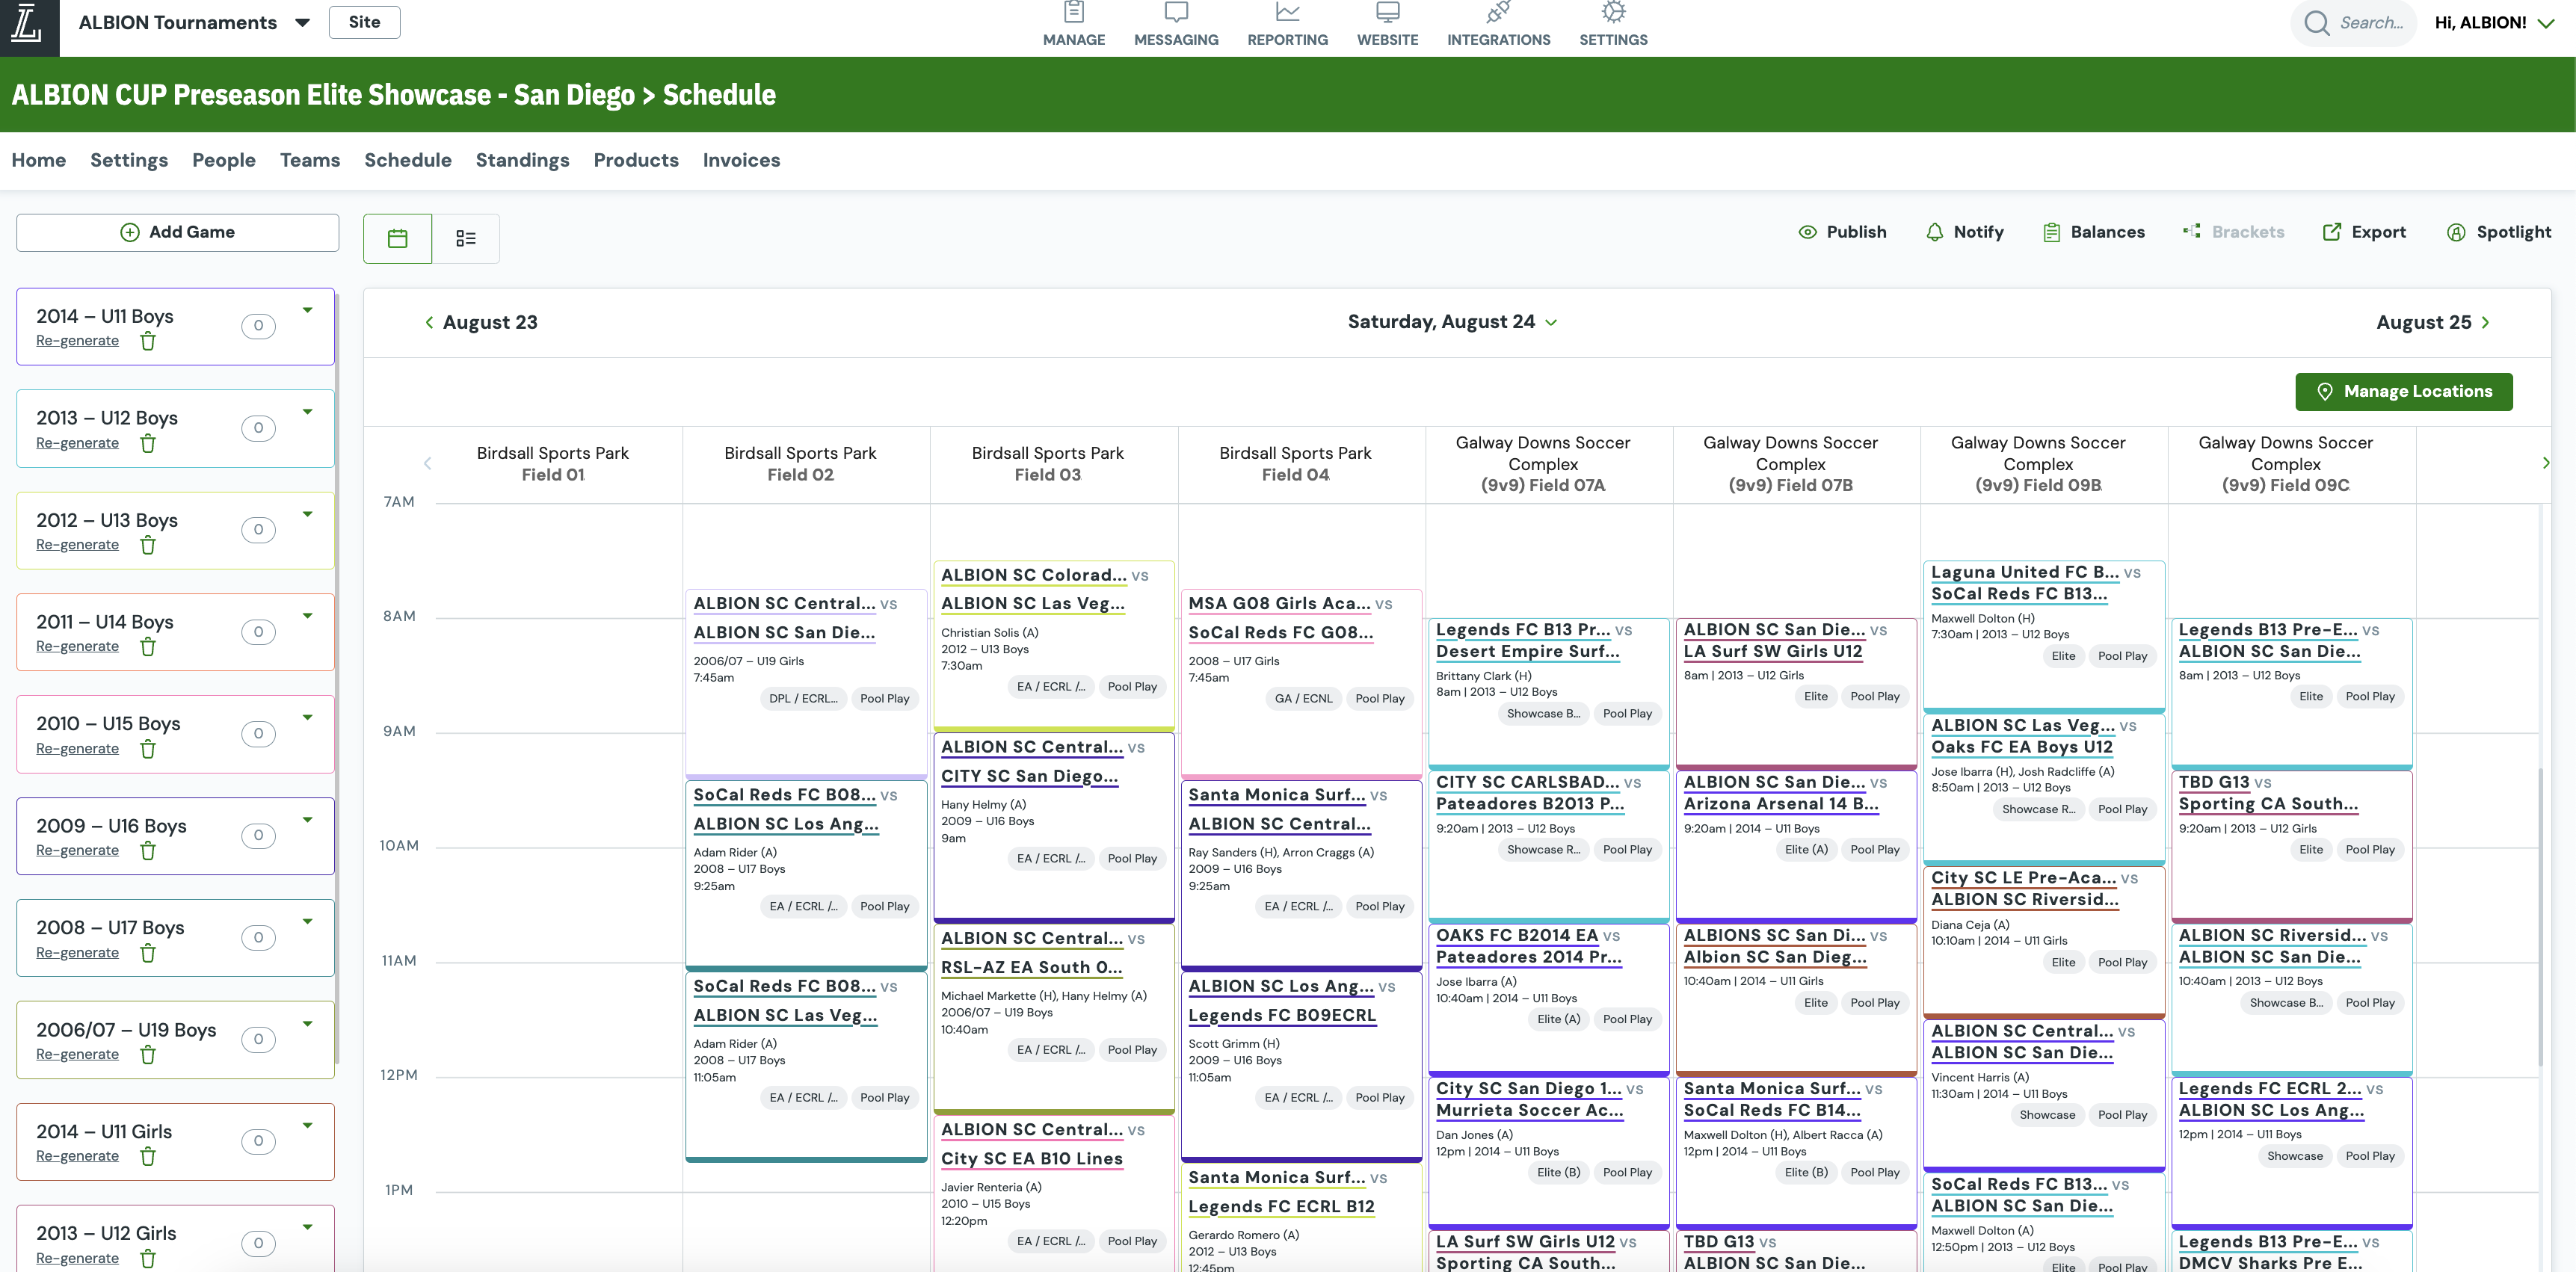 ALBION Tournaments
Site
MANAGE
MESSAGING
REPORTING
WEBSITE
INTEGRATIONS
SETTINGS
Search...
Hi, ALBION!
ALBION CUP Preseason Elite Showcase - San Diego > Schedule
Home
Settings
People
Teams
Schedule
Standings
Products
Invoices
Add Game
Publish
Notify
Balances
Brackets
Export
Spotlight
2014 – U11 Boys
Re-generate
0
2013 – U12 Boys
Re-generate
0
2012 – U13 Boys
Re-generate
0
2011 – U14 Boys
Re-generate
0
2010 – U15 Boys
Re-generate
0
2009 – U16 Boys
Re-generate
0
2008 – U17 Boys
Re-generate
0
2006/07 – U19 Boys
Re-generate
0
2014 – U11 Girls
Re-generate
0
2013 – U12 Girls
Re-generate
0
August 23
Saturday, August 24
August 25
Manage Locations
7AM
8AM
9AM
10AM
11AM
12PM
1PM
Birdsall Sports Park
Field 01
Birdsall Sports Park
Field 02
ALBION SC Central... VS
ALBION SC San Die...
2006/07 – U19 Girls
7:45am
DPL / ECRL... Pool Play
SoCal Reds FC B08... VS
ALBION SC Los Ang...
Adam Rider (A)
2008 – U17 Boys
9:25am
EA / ECRL /... Pool Play
SoCal Reds FC B08... VS
ALBION SC Las Veg...
Adam Rider (A)
2008 – U17 Boys
11:05am
EA / ECRL /... Pool Play
Birdsall Sports Park
Field 03
ALBION SC Colorad... VS
ALBION SC Las Veg...
Christian Solis (A)
2012 – U13 Boys
7:30am
EA / ECRL /... Pool Play
ALBION SC Central... VS
CITY SC San Diego...
Hany Helmy (A)
2009 – U16 Boys
9am
EA / ECRL /... Pool Play
ALBION SC Central... VS
RSL-AZ EA South 0...
Michael Markette (H), Hany Helmy (A)
2006/07 – U19 Boys
10:40am
EA / ECRL /... Pool Play
ALBION SC Central... VS
City SC EA B10 Lines
Javier Renteria (A)
2010 – U15 Boys
12:20pm
EA / ECRL /... Pool Play
Birdsall Sports Park
Field 04
MSA G08 Girls Aca... VS
SoCal Reds FC G08...
2008 – U17 Girls
7:45am
GA / ECNL Pool Play
Santa Monica Surf... VS
ALBION SC Central...
Ray Sanders (H), Arron Craggs (A)
2009 – U16 Boys
9:25am
EA / ECRL /... Pool Play
ALBION SC Los Ang... VS
Legends FC B09ECRL
Scott Grimm (H)
2009 – U16 Boys
11:05am
EA / ECRL /... Pool Play
Santa Monica Surf... VS
Legends FC ECRL B12
Gerardo Romero (A)
2012 – U13 Boys
12:45pm
Galway Downs Soccer
Complex
(9v9) Field 07A
Legends FC B13 Pr... VS
Desert Empire Surf...
Brittany Clark (H)
8am | 2013 – U12 Boys
Showcase B... Pool Play
CITY SC CARLSBAD... VS
Pateadores B2013 P...
9:20am | 2013 – U12 Boys
Showcase R... Pool Play
OAKS FC B2014 EA VS
Pateadores 2014 Pr...
Jose Ibarra (A)
10:40am | 2014 – U11 Boys
Elite (A) Pool Play
City SC San Diego 1... VS
Murrieta Soccer Ac...
Dan Jones (A)
12pm | 2014 – U11 Boys
Elite (B) Pool Play
LA Surf SW Girls U12 VS
Sporting CA South...
Galway Downs Soccer
Complex
(9v9) Field 07B
ALBION SC San Die... VS
LA Surf SW Girls U12
8am | 2013 – U12 Girls
Elite Pool Play
ALBION SC San Die... VS
Arizona Arsenal 14 B...
9:20am | 2014 – U11 Boys
Elite (A) Pool Play
ALBIONS SC San Di... VS
Albion SC San Dieg...
10:40am | 2014 – U11 Girls
Elite Pool Play
Santa Monica Surf... VS
SoCal Reds FC B14...
Maxwell Dolton (H), Albert Racca (A)
12pm | 2014 – U11 Boys
Elite (B) Pool Play
TBD G13 VS
ALBION SC San Die...
Galway Downs Soccer
Complex
(9v9) Field 09B
Laguna United FC B... VS
SoCal Reds FC B13...
Maxwell Dolton (H)
7:30am | 2013 – U12 Boys
Elite Pool Play
ALBION SC Las Veg... VS
Oaks FC EA Boys U12
Jose Ibarra (H), Josh Radcliffe (A)
8:50am | 2013 – U12 Boys
Showcase R... Pool Play
City SC LE Pre-Aca... VS
ALBION SC Riversid...
Diana Ceja (A)
10:10am | 2014 – U11 Girls
Elite Pool Play
ALBION SC Central... VS
ALBION SC San Die...
Vincent Harris (A)
11:30am | 2014 – U11 Boys
Showcase Pool Play
SoCal Reds FC B13... VS
ALBION SC San Die...
Maxwell Dolton (A)
12:50pm | 2013 – U12 Boys
Elite Pool Play
Galway Downs Soccer
Complex
(9v9) Field 09C
Legends B13 Pre-E... VS
ALBION SC San Die...
8am | 2013 – U12 Boys
Elite Pool Play
TBD G13 VS
Sporting CA South...
9:20am | 2013 – U12 Girls
Elite Pool Play
ALBION SC Riversid... VS
ALBION SC San Die...
10:40am | 2013 – U12 Boys
Showcase B... Pool Play
Legends FC ECRL 2... VS
ALBION SC Los Ang...
12pm | 2014 – U11 Boys
Showcase Pool Play
Legends B13 Pre-E... VS
DMCV Sharks Pre E...